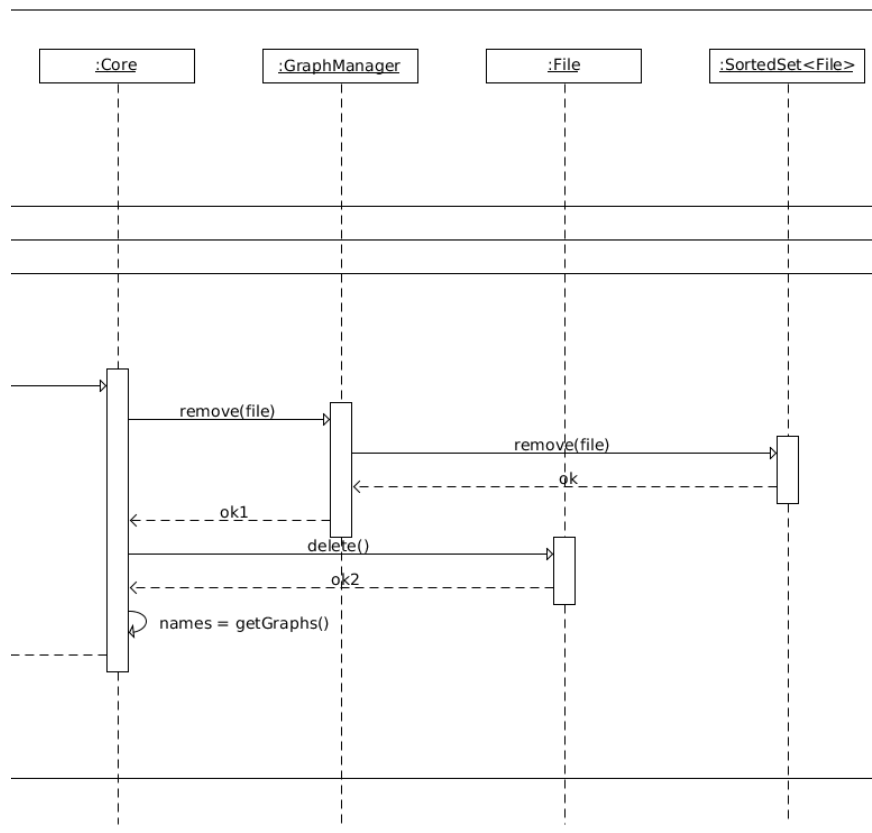 :Core
:GraphManager
:File
:SortedSet<File>
remove(file)
remove(file)
ok
ok1
delete()
ok2
names = getGraphs()